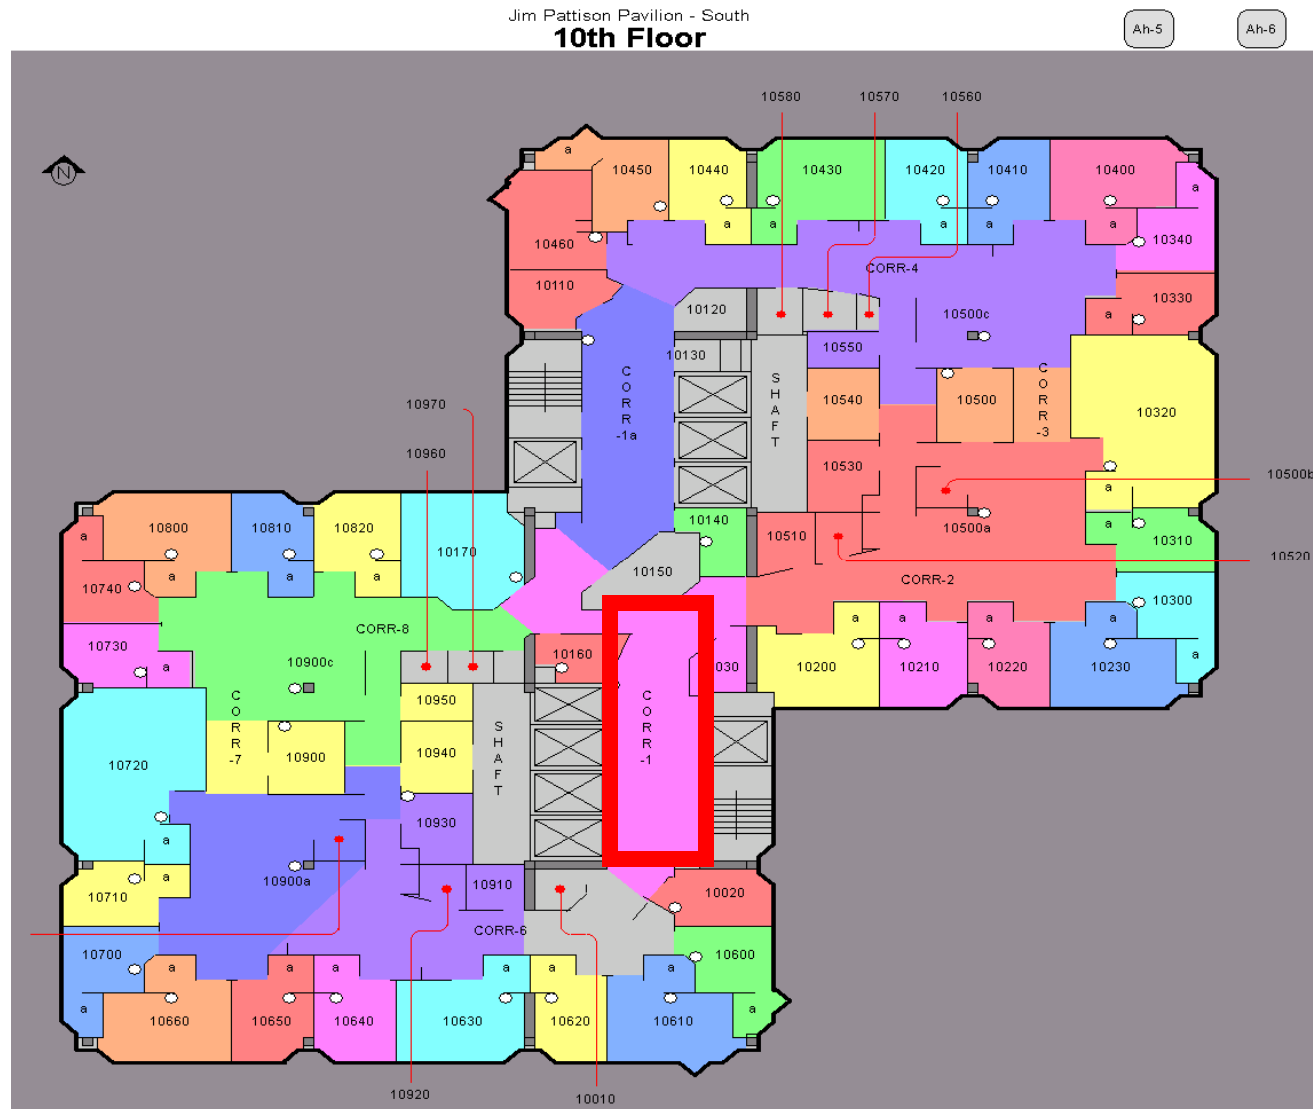 Jim Pattison Pavilion - South
10th Floor
Ah-5
Ah-6
N
10580
10570
10560
a
10450
10440
10430
10420
10410
10400
a
a
a
a
a
a
10460
10340
CORR-4
10110
10330
10120
10500c
a
10550
10130
CORR-1a
SHAFT
CORR-3
10540
10500
10320
10970
10960
10530
10500b
a
10500a
10140
10510
a
10310
10800
10810
10820
10170
a
10520
10150
CORR-2
a
a
a
10740
10300
a
a
a
a
CORR-8
10730
10900c
a
10160
10200
10210
10220
10230
a
030
CORR-7
10950
SHAFT
CORR-1
10720
10900
10940
10930
a
10900a
a
10910
10710
10020
CORR-6
10700
10600
a
a
a
a
a
a
a
10660
10650
10640
10630
10620
10610
10920
10010